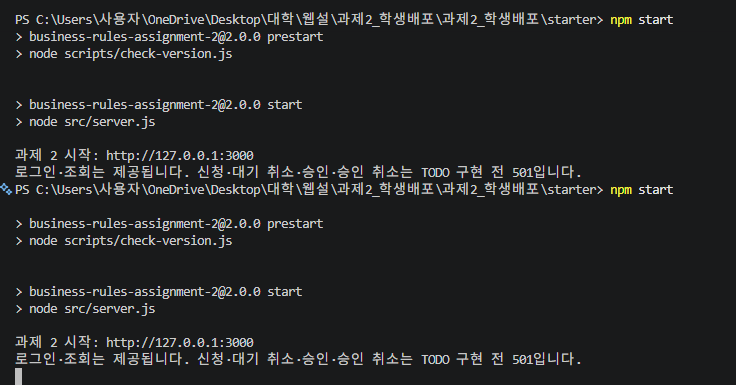 PS C:\Users\사용자\OneDrive\Desktop\대학\웹설\과제2_학생배포\과제2_학생배포\starter> npm start
> business-rules-assignment-2@2.0.0 prestart
> node scripts/check-version.js
> business-rules-assignment-2@2.0.0 start
> node src/server.js
과제 2 시작: http://127.0.0.1:3000
로그인·조회는 제공됩니다. 신청·대기 취소·승인·승인 취소는 TODO 구현 전 501입니다.
PS C:\Users\사용자\OneDrive\Desktop\대학\웹설\과제2_학생배포\과제2_학생배포\starter> npm start
> business-rules-assignment-2@2.0.0 prestart
> node scripts/check-version.js
> business-rules-assignment-2@2.0.0 start
> node src/server.js
과제 2 시작: http://127.0.0.1:3000
로그인·조회는 제공됩니다. 신청·대기 취소·승인·승인 취소는 TODO 구현 전 501입니다.